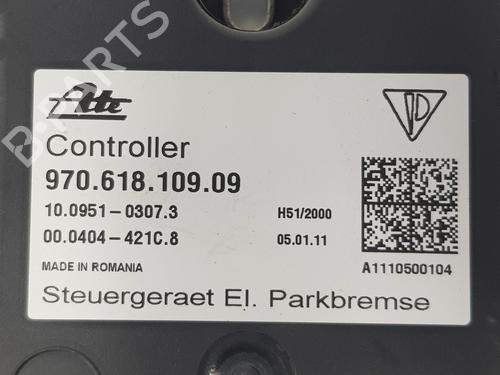 Ate
Controller
970.618.109.09
10.0951-0307.3 H51/2000
00.0404-421C.8 05.01.11
MADE IN ROMANIA A1110500104
Steuergeraet El. Parkbremse
B-PARTS